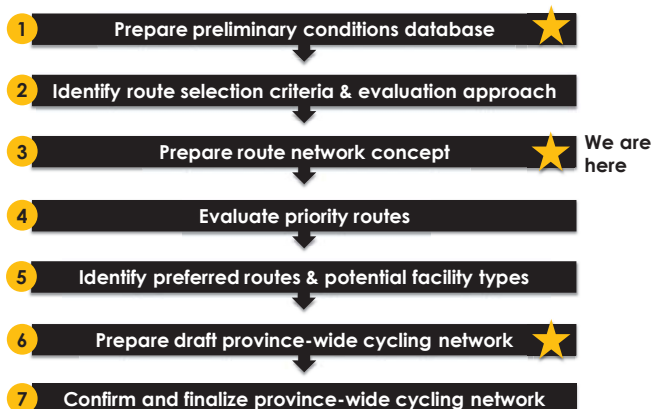 1 Prepare preliminary conditions database
2 Identify route selection criteria & evaluation approach
3 Prepare route network concept
We are
here
4 Evaluate priority routes
5 Identify preferred routes & potential facility types
6 Prepare draft province-wide cycling network
7 Confirm and finalize province-wide cycling network